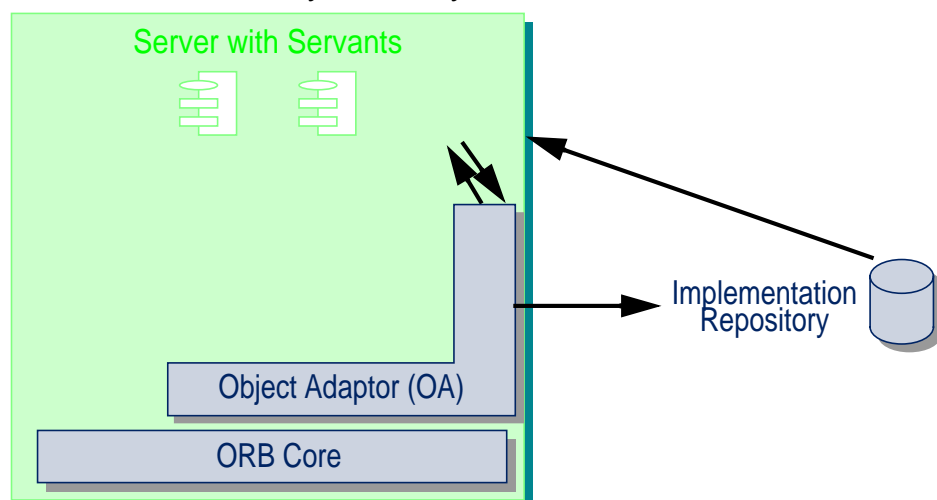 Server with Servants
Implementation
Repository
Object Adaptor (OA)
ORB Core